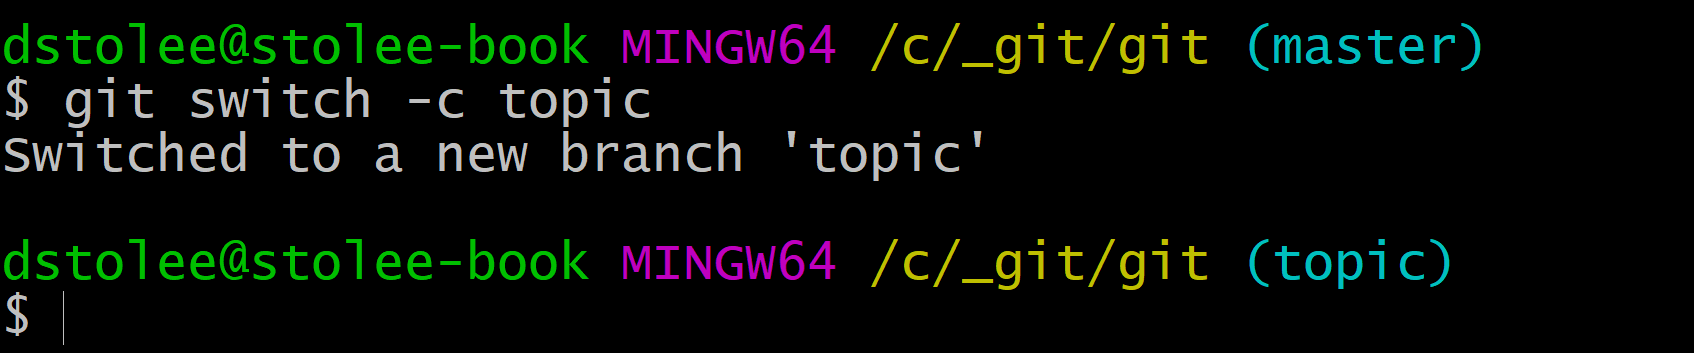 dstolee@stolee-book MINGW64 /c/_git/git (master)
$ git switch -c topic
Switched to a new branch 'topic'
dstolee@stolee-book MINGW64 /c/_git/git (topic)
$